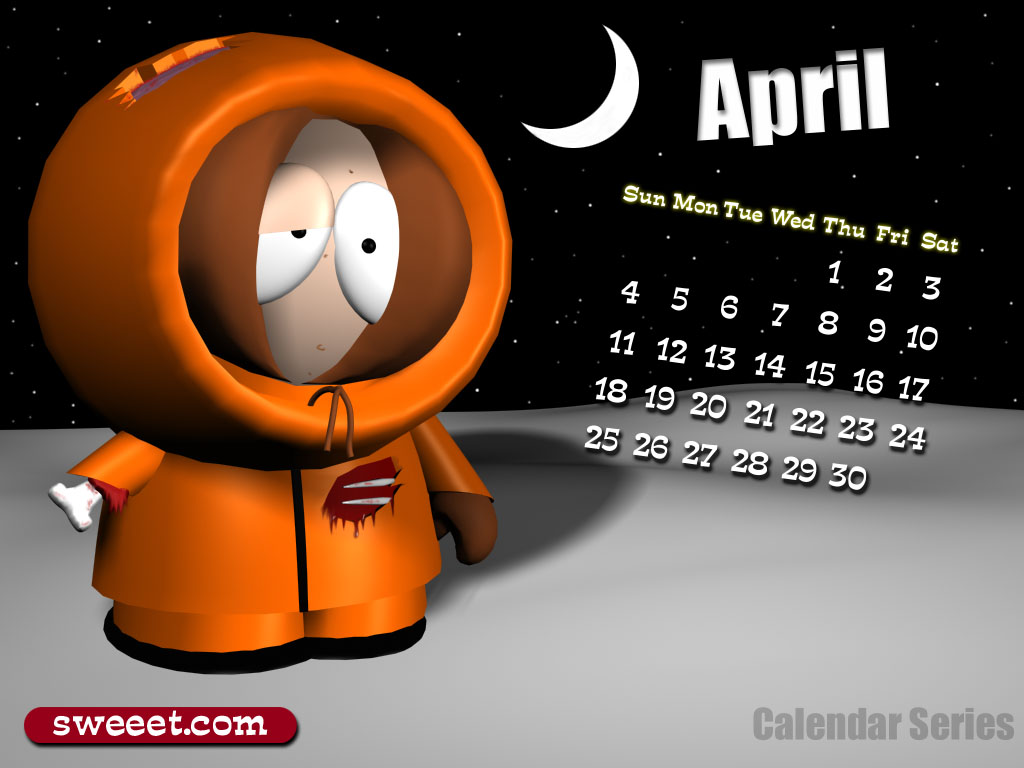 April
Sun Mon Tue Wed Thu Fri Sat
1 2 3
4 5 6 7 8 9 10
11 12 13 14 15 16 17
18 19 20 21 22 23 24
25 26 27 28 29 30
sweeet.com
Calendar Series